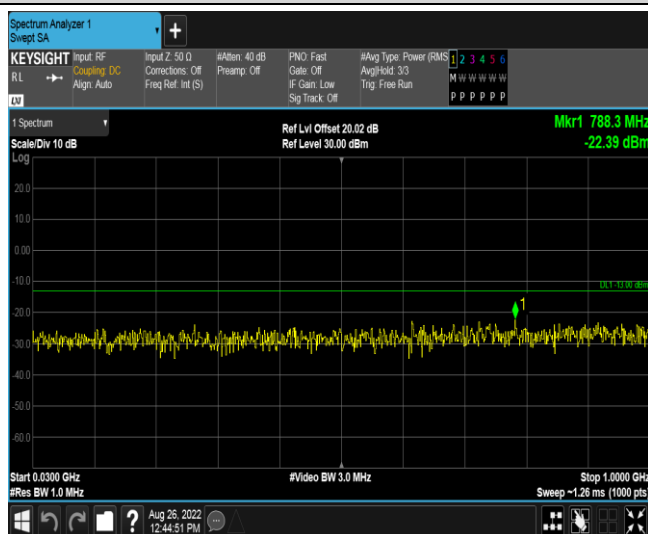 Spectrum Analyzer 1
Swept SA
+
KEYSIGHT
RL
LXI
Input: RF
Coupling: DC
Align: Auto
Input Z: 50 Ω
Corrections: Off
Freq Ref: Int (S)
#Atten: 40 dB
Preamp: Off
PNO: Fast
Gate: Off
IF Gain: Low
Sig Track: Off
#Avg Type: Power (RMS
Avg|Hold: 3/3
Trig: Free Run
1 2 3 4 5 6
M W W W W W
P P P P P P
1 Spectrum
Scale/Div 10 dB
Log
Ref Lvl Offset 20.02 dB
Ref Level 30.00 dBm
Mkr1 788.3 MHz
-22.39 dBm
20.0
10.0
0.00
-10.0
-20.0
-30.0
-40.0
-50.0
-60.0
DL1 -13.00 dBm
1
Start 0.0300 GHz
#Res BW 1.0 MHz
#Video BW 3.0 MHz
Stop 1.0000 GHz
Sweep ~1.26 ms (1000 pts)
?
Aug 26, 2022
12:44:51 PM